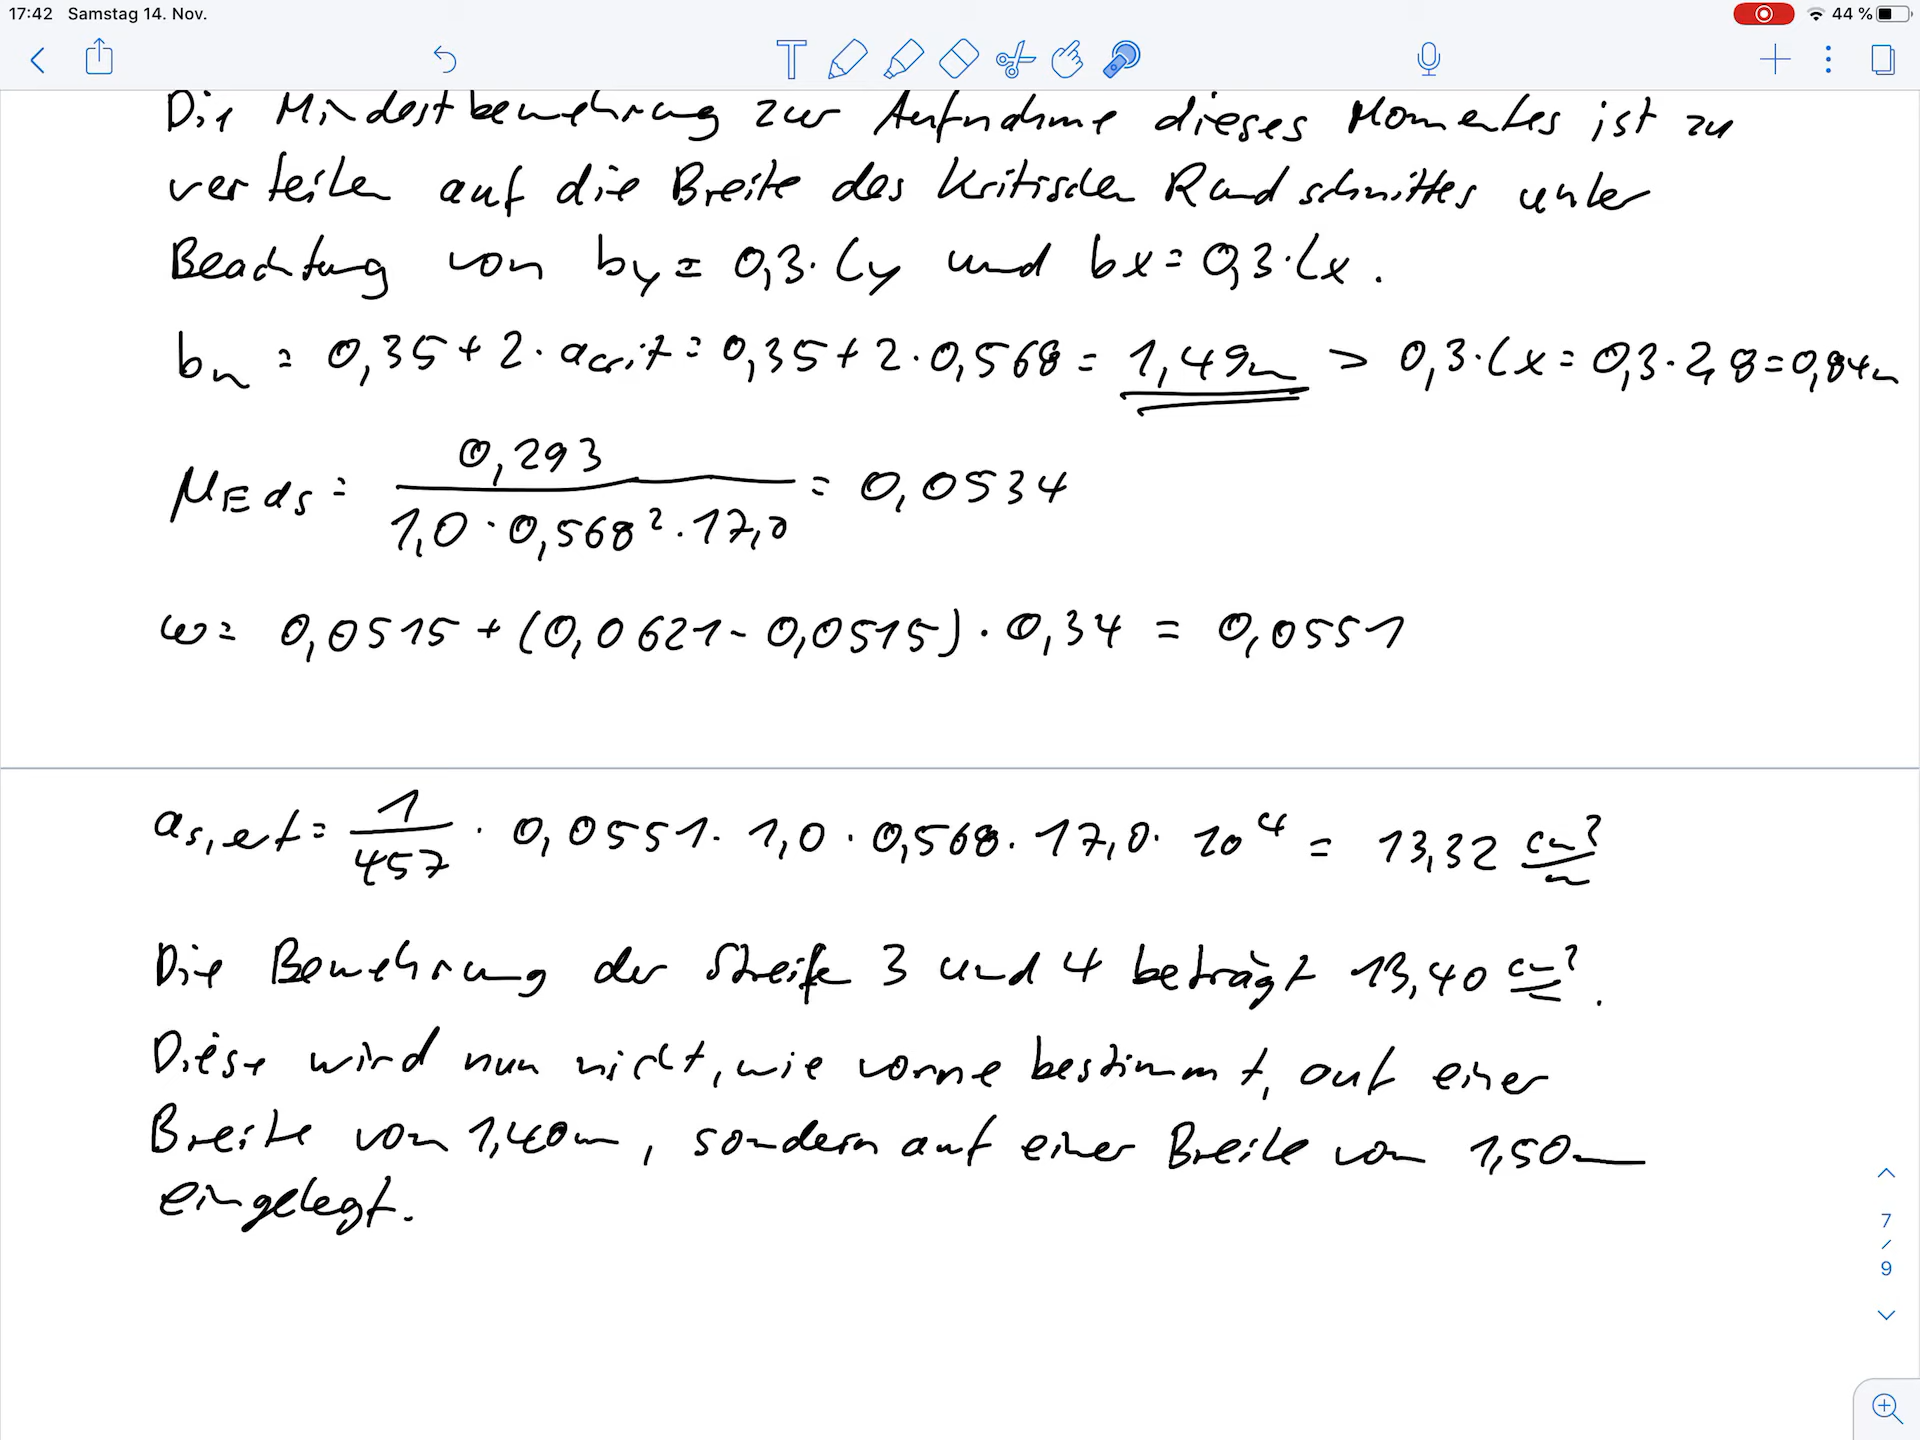 17:42 Samstag 14. Nov.
44 %
T
Die Mindestbewehrung zur Aufnahme dieses Momentes ist zu
verteilen auf die Breite des kritischen Rundschnittes unter
Beachtung von by = 0,3 · ly und bx = 0,3 · lx .
bn = 0,35 + 2 · acrit = 0,35 + 2 · 0,568 = 1,49m > 0,3 · lx = 0,3 · 2,8 = 0,84m
μEds = 0,293 / 1,0 · 0,568² · 17,0 = 0,0534
ω = 0,0515 + (0,0621 - 0,0515) · 0,34 = 0,0551
as,erf = 1/457 · 0,0551 · 1,0 · 0,568 · 17,0 · 10⁴ = 13,32 cm²/m
Die Bewehrung der Streifen 3 und 4 beträgt 13,40 cm²/m .
Diese wird nun nicht, wie vorne bestimmt, auf einer
Breite von 1,40m, sondern auf einer Breite von 1,50m
eingelegt.
7
/
9